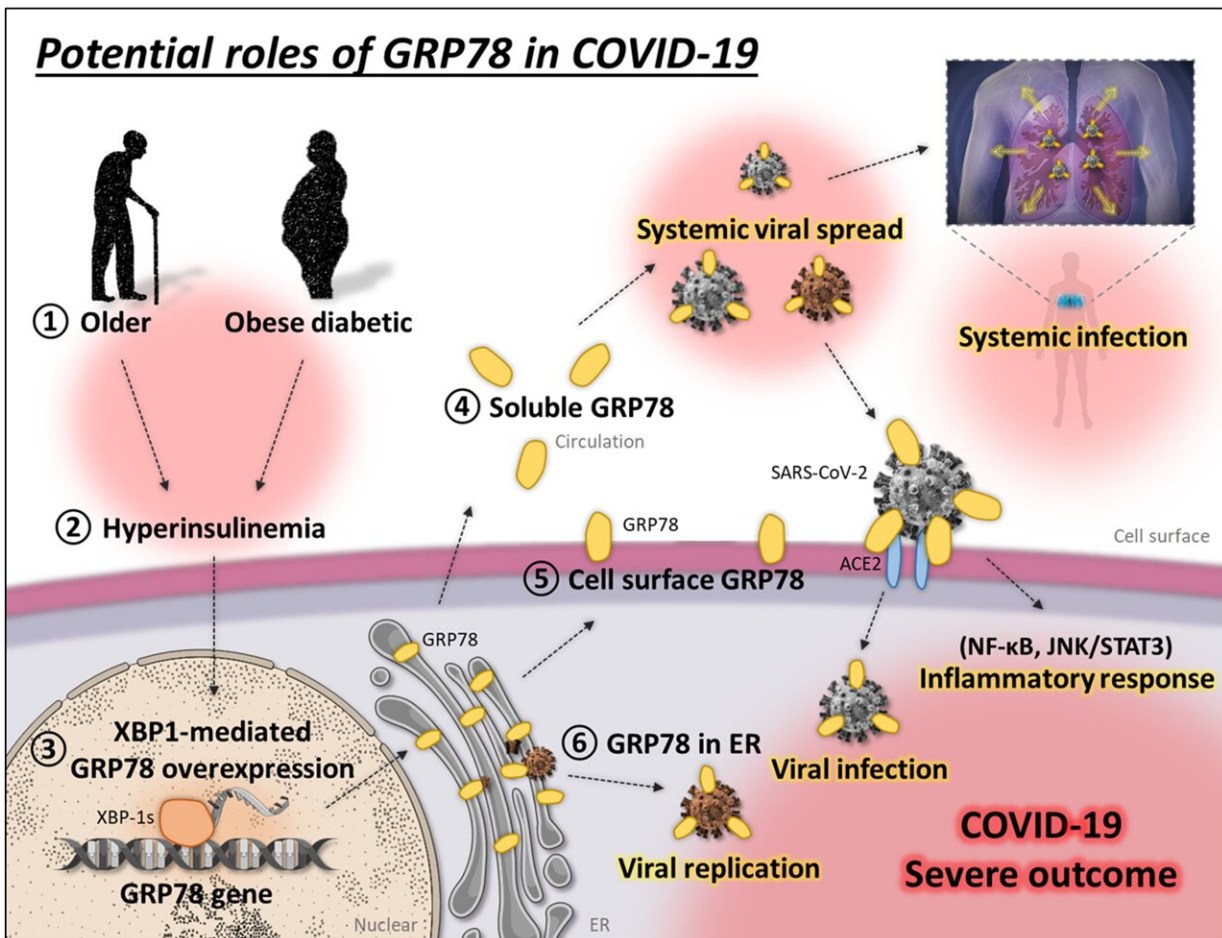 Potential roles of GRP78 in COVID-19
① Older
Obese diabetic
② Hyperinsulinemia
③ XBP1-mediated
GRP78 overexpression
XBP-1s
GRP78 gene
Nuclear
ER
GRP78
④ Soluble GRP78
Circulation
GRP78
⑤ Cell surface GRP78
⑥ GRP78 in ER
Viral replication
Systemic viral spread
Systemic infection
SARS-CoV-2
ACE2
Cell surface
(NF-κB, JNK/STAT3)
Inflammatory response
Viral infection
COVID-19
Severe outcome